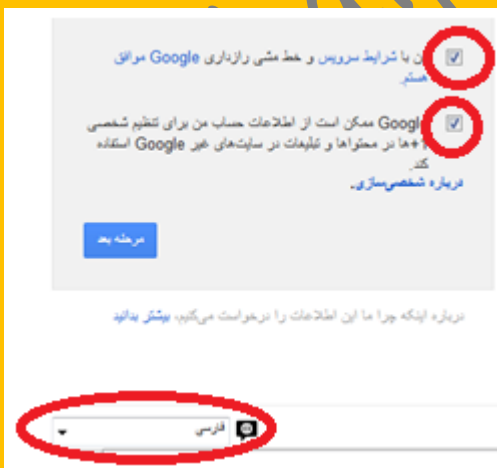 من با شرایط سرویس و خط مشی رازداری Google موافق
هستم.
Google ممکن است از اطلاعات حساب من برای تنظیم شخصی
+1ها در محتواها و تبلیغات در سایت‌های غیر Google استفاده
کند.
درباره شخصی‌سازی.
مرحله بعد
درباره اینکه چرا ما این اطلاعات را درخواست می‌کنیم، بیشتر بدانید
فارسی